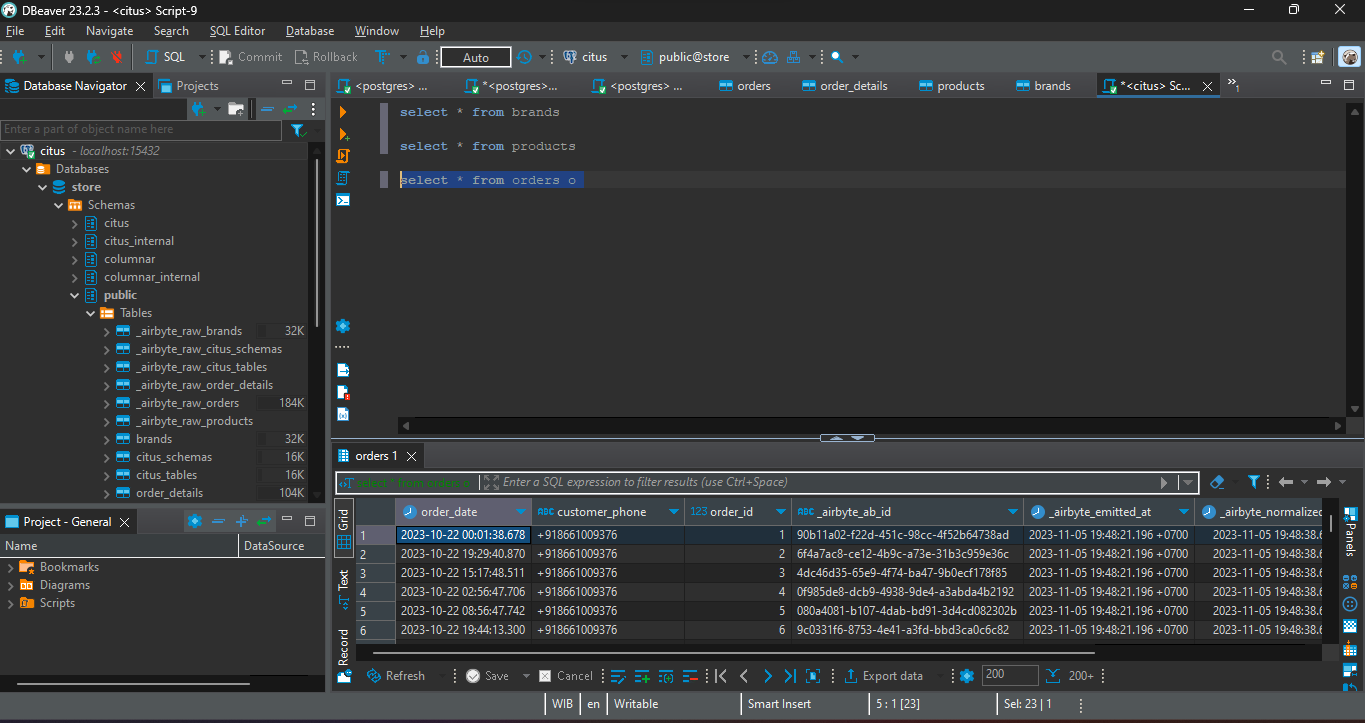 DBeaver 23.2.3 - <citus> Script-9
File Edit Navigate Search SQL Editor Database Window Help
SQL Commit Rollback Auto citus public@store
Database Navigator Projects
<postgres> ... *<postgres>... <postgres> ... orders order_details products brands *<citus> Sc... »1
Enter a part of object name here
citus - localhost:15432
Databases
store
Schemas
citus
citus_internal
columnar
columnar_internal
public
Tables
_airbyte_raw_brands 32K
_airbyte_raw_citus_schemas
_airbyte_raw_citus_tables
_airbyte_raw_order_details
_airbyte_raw_orders 184K
_airbyte_raw_products
brands 32K
citus_schemas 16K
citus_tables 16K
order_details 104K
select * from brands
select * from products
select * from orders o
Project - General
Name DataSource
Bookmarks
Diagrams
Scripts
orders 1
select * from orders o Enter a SQL expression to filter results (use Ctrl+Space)
Grid
Text
Record
order_date ABC customer_phone 123 order_id ABC _airbyte_ab_id _airbyte_emitted_at _airbyte_normalized
1 2023-10-22 00:01:38.678 +918661009376 1 90b11a02-f22d-451c-98cc-4f52b64738ad 2023-11-05 19:48:21.196 +0700 2023-11-05 19:48:38.6
2 2023-10-22 19:29:40.870 +918661009376 2 6f4a7ac8-ce12-4b9c-a73e-31b3c959e36c 2023-11-05 19:48:21.196 +0700 2023-11-05 19:48:38.6
3 2023-10-22 15:17:48.511 +918661009376 3 4dc46d35-65e9-4f74-ba47-9b0ecf178f85 2023-11-05 19:48:21.196 +0700 2023-11-05 19:48:38.6
4 2023-10-22 02:56:47.706 +918661009376 4 0f985de8-dcb9-4938-9de4-a3abda4b2192 2023-11-05 19:48:21.196 +0700 2023-11-05 19:48:38.6
5 2023-10-22 08:56:47.742 +918661009376 5 080a4081-b107-4dab-bd91-3d4cd082302b 2023-11-05 19:48:21.196 +0700 2023-11-05 19:48:38.6
6 2023-10-22 19:44:13.300 +918661009376 6 9c0331f6-8753-4e41-a3fd-bbd3ca0c6c82 2023-11-05 19:48:21.196 +0700 2023-11-05 19:48:38.6
Panels
Refresh Save Cancel Export data 200 200+
WIB en Writable Smart Insert 5 : 1 [23] Sel: 23 | 1